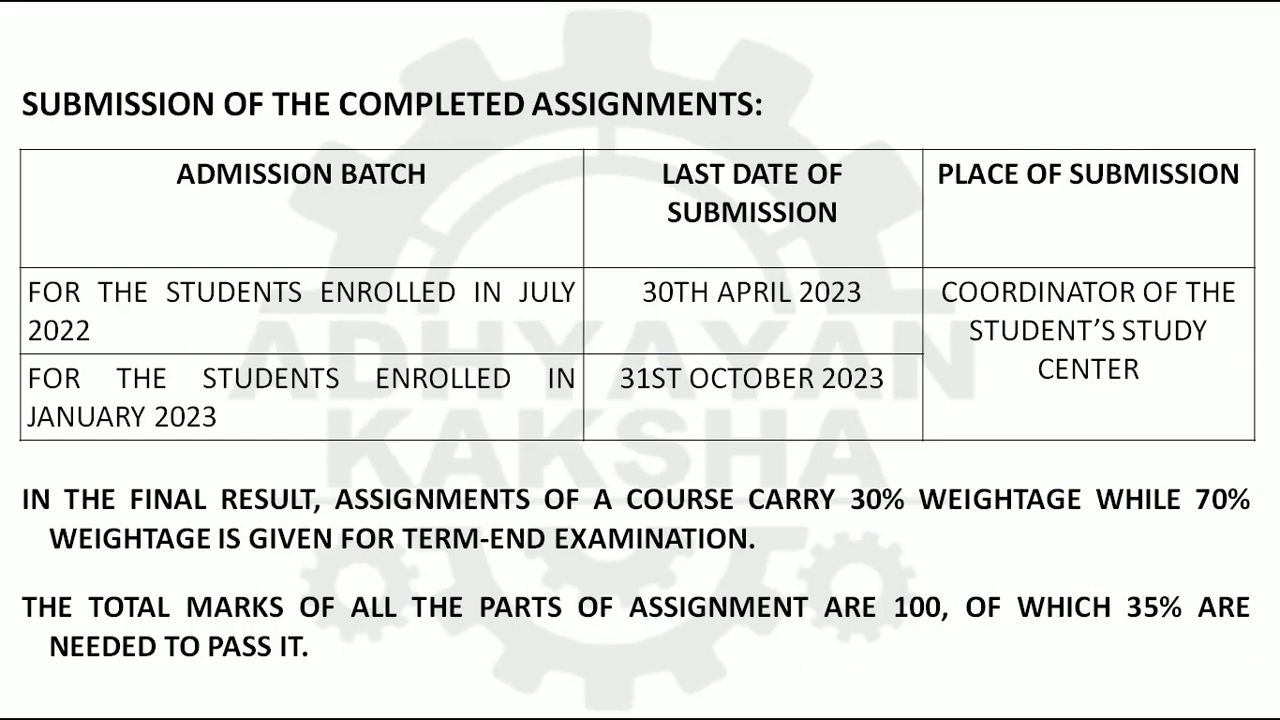 SUBMISSION OF THE COMPLETED ASSIGNMENTS:
ADMISSION BATCH
LAST DATE OF
SUBMISSION
PLACE OF SUBMISSION
FOR THE STUDENTS ENROLLED IN JULY
2022
30TH APRIL 2023
COORDINATOR OF THE
STUDENT'S STUDY
CENTER
FOR THE STUDENTS ENROLLED IN
JANUARY 2023
31ST OCTOBER 2023
IN THE FINAL RESULT, ASSIGNMENTS OF A COURSE CARRY 30% WEIGHTAGE WHILE 70%
WEIGHTAGE IS GIVEN FOR TERM-END EXAMINATION.
THE TOTAL MARKS OF ALL THE PARTS OF ASSIGNMENT ARE 100, OF WHICH 35% ARE
NEEDED TO PASS IT.
ADHYAYAN
KAKSHA